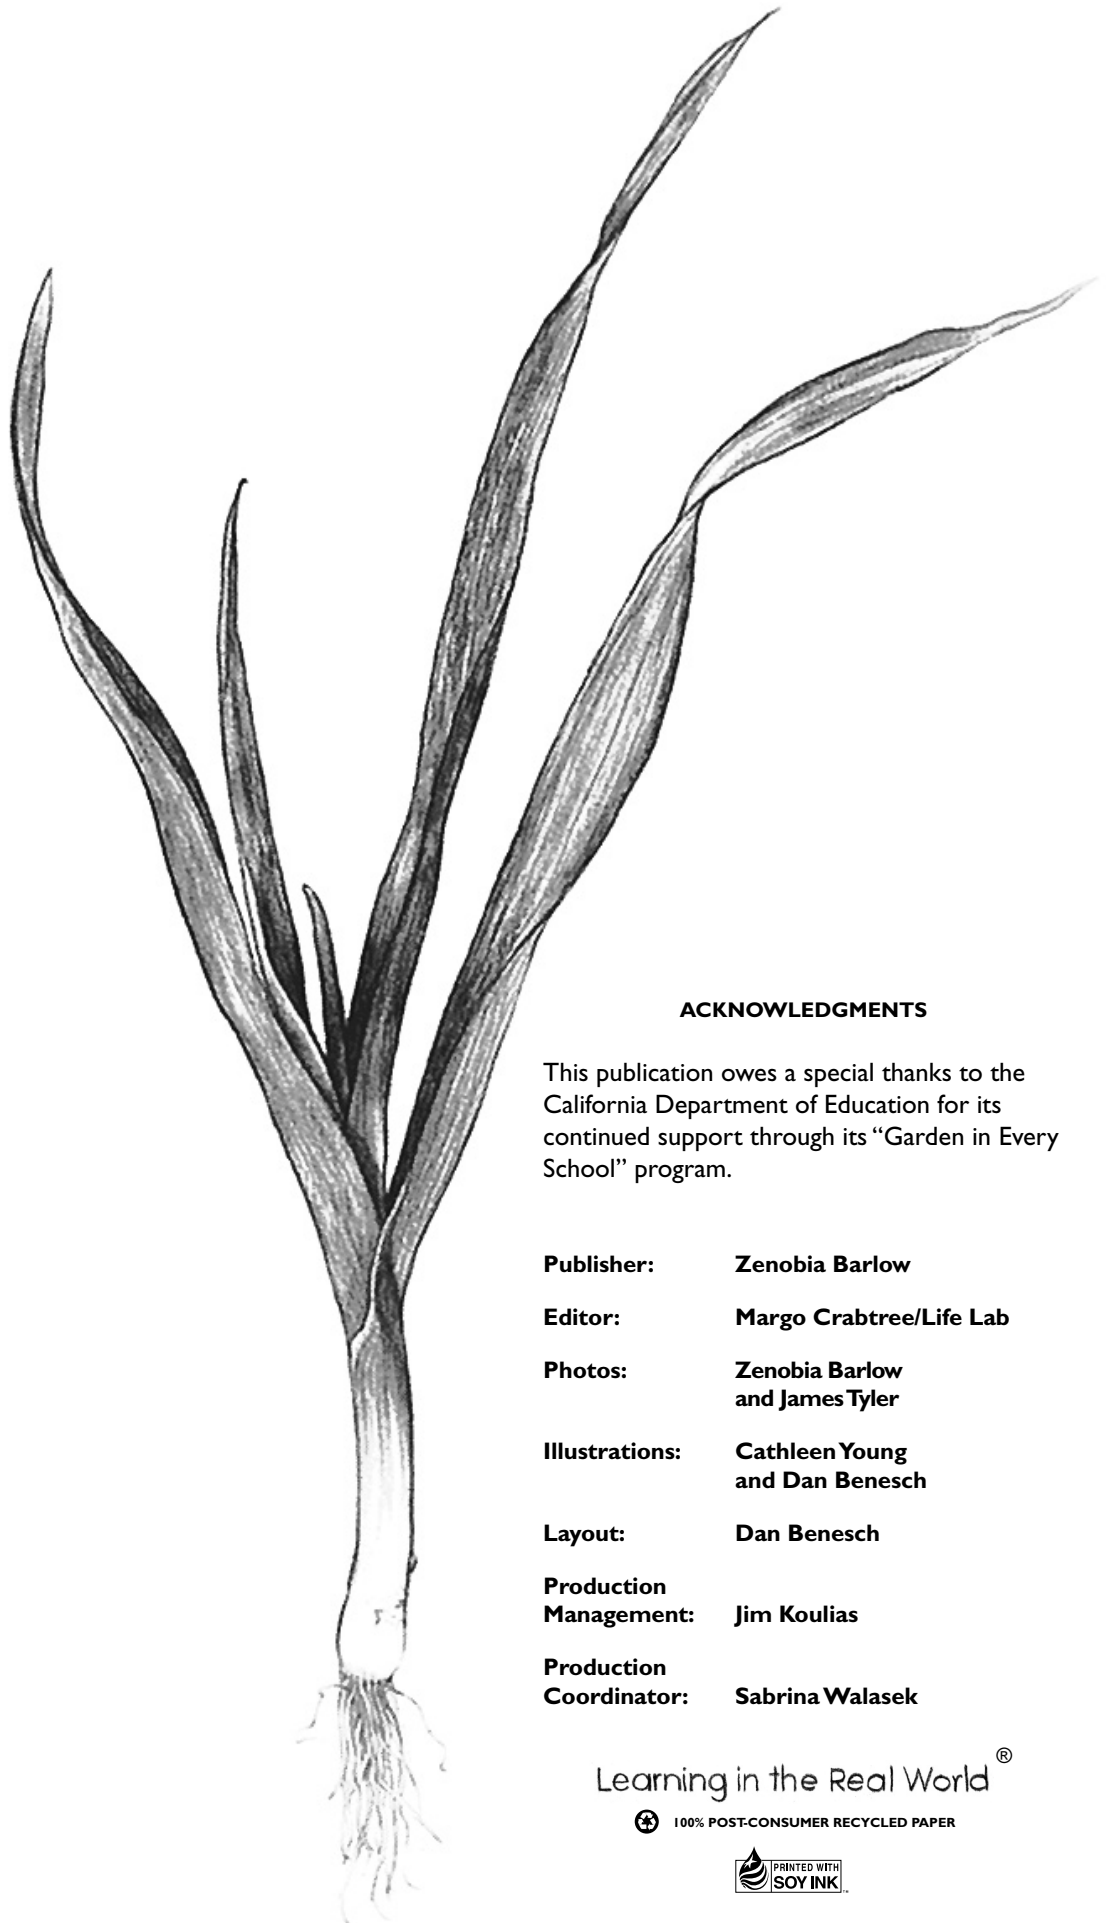 ACKNOWLEDGMENTS
This publication owes a special thanks to the
California Department of Education for its
continued support through its “Garden in Every
School” program.
Publisher: Zenobia Barlow
Editor: Margo Crabtree/Life Lab
Photos: Zenobia Barlow
and James Tyler
Illustrations: Cathleen Young
and Dan Benesch
Layout: Dan Benesch
Production
Management: Jim Koulias
Production
Coordinator: Sabrina Walasek
Learning in the Real World ®
100% POST-CONSUMER RECYCLED PAPER
PRINTED WITH
SOY INK™